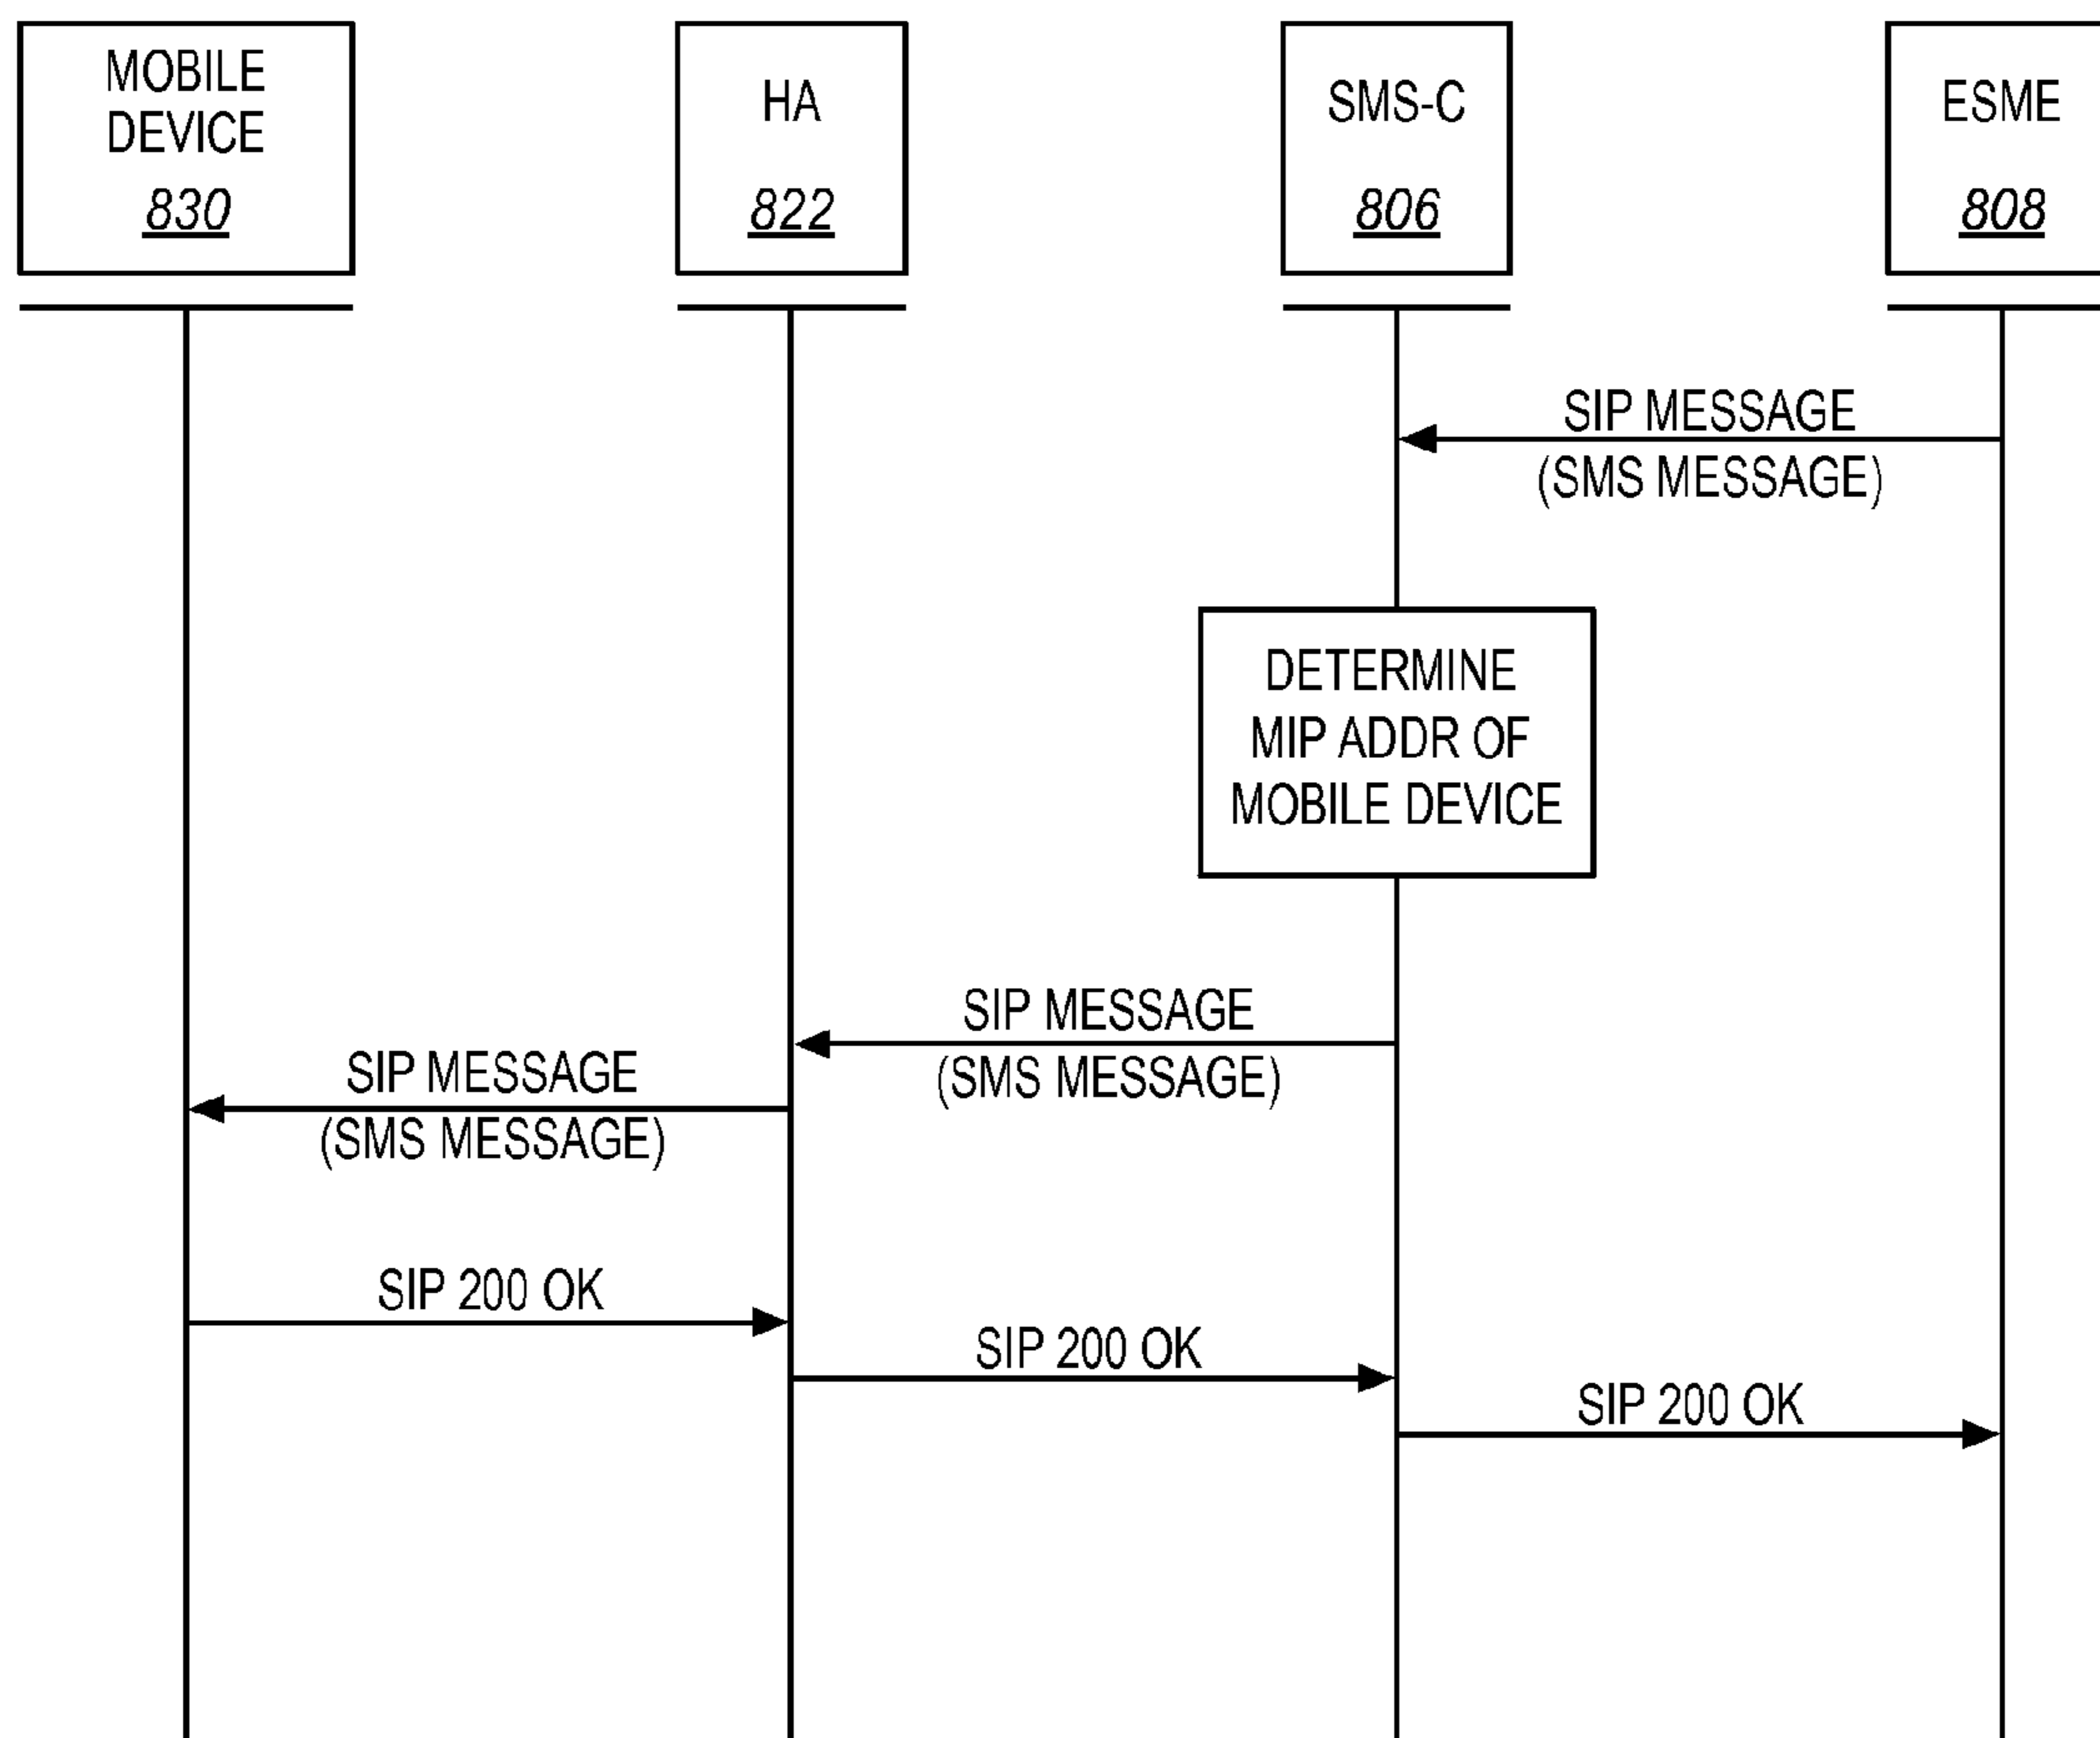 MOBILE
DEVICE
830
HA
822
SMS-C
806
ESME
808
SIP MESSAGE
(SMS MESSAGE)
DETERMINE
MIP ADDR OF
MOBILE DEVICE
SIP MESSAGE
(SMS MESSAGE)
SIP MESSAGE
(SMS MESSAGE)
SIP 200 OK
SIP 200 OK
SIP 200 OK